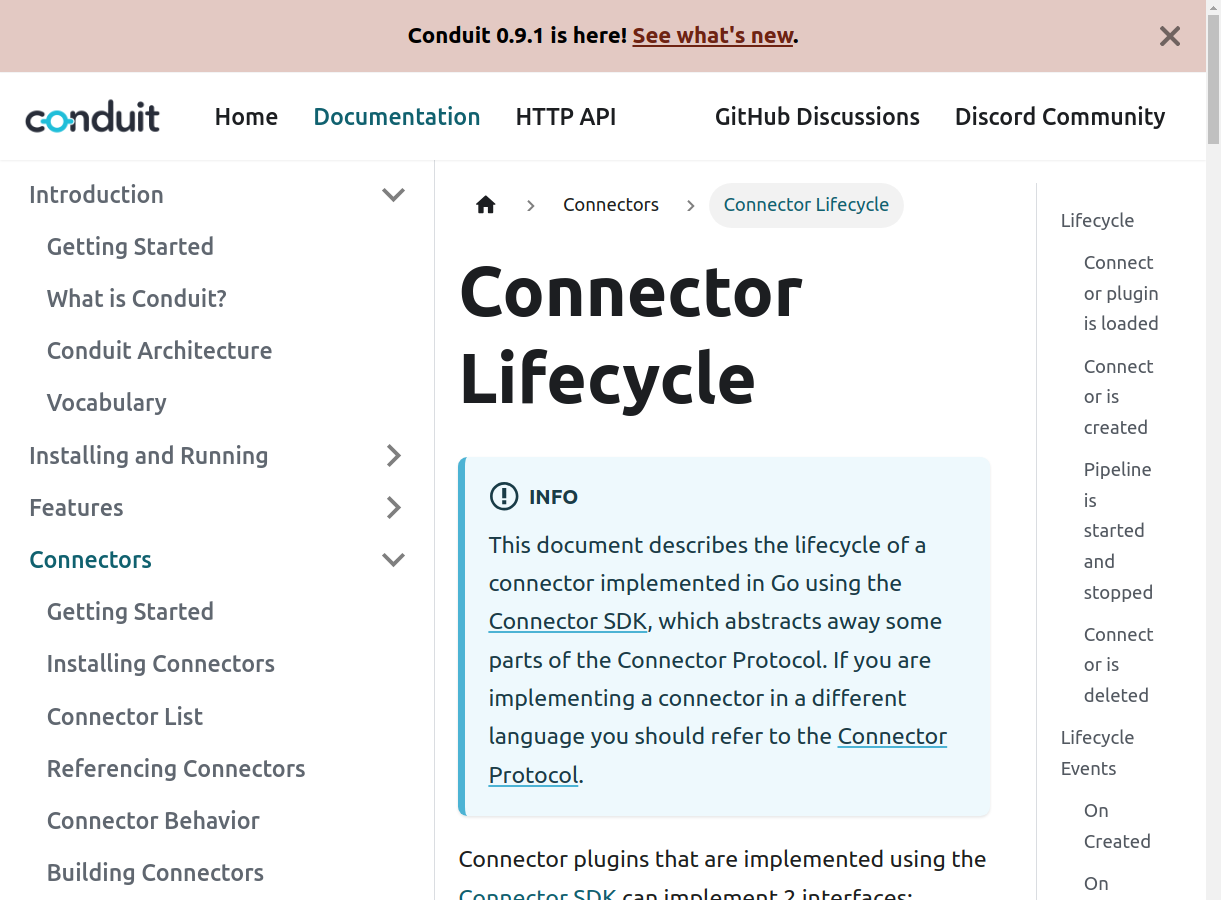 Conduit 0.9.1 is here! See what's new.
conduit
Home
Documentation
HTTP API
GitHub Discussions
Discord Community
Introduction
Getting Started
What is Conduit?
Conduit Architecture
Vocabulary
Installing and Running
Features
Connectors
Getting Started
Installing Connectors
Connector List
Referencing Connectors
Connector Behavior
Building Connectors
Connectors
Connector Lifecycle
Connector
Lifecycle
INFO
This document describes the lifecycle of a
connector implemented in Go using the
Connector SDK, which abstracts away some
parts of the Connector Protocol. If you are
implementing a connector in a different
language you should refer to the Connector
Protocol.
Connector plugins that are implemented using the
Connector SDK can implement 2 interfaces:
Lifecycle
Connect
or plugin
is loaded
Connect
or is
created
Pipeline
is
started
and
stopped
Connect
or is
deleted
Lifecycle
Events
On
Created
On